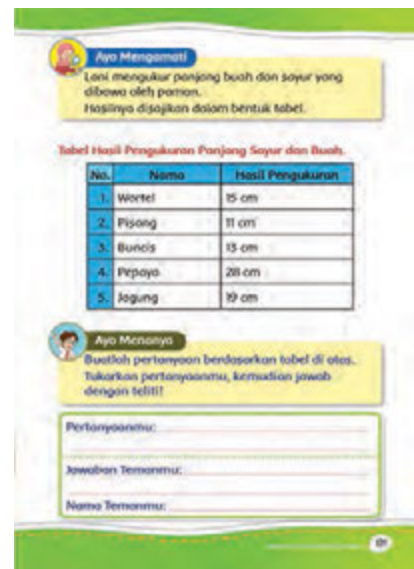 Ayo Mengamati
Lani mengukur panjang buah dan sayur yang
dibawa oleh paman.
Hasilnya disajikan dalam bentuk tabel.
Tabel Hasil Pengukuran Panjang Sayur dan Buah.
No. Nama Hasil Pengukuran
1. Wortel 15 cm
2. Pisang 11 cm
3. Buncis 13 cm
4. Pepaya 28 cm
5. Jagung 19 cm
Ayo Menanya
Buatlah pertanyaan berdasarkan tabel di atas.
Tukarkan pertanyaanmu, kemudian jawab
dengan teliti!
Pertanyaanmu:
Jawaban Temanmu:
Nama Temanmu: